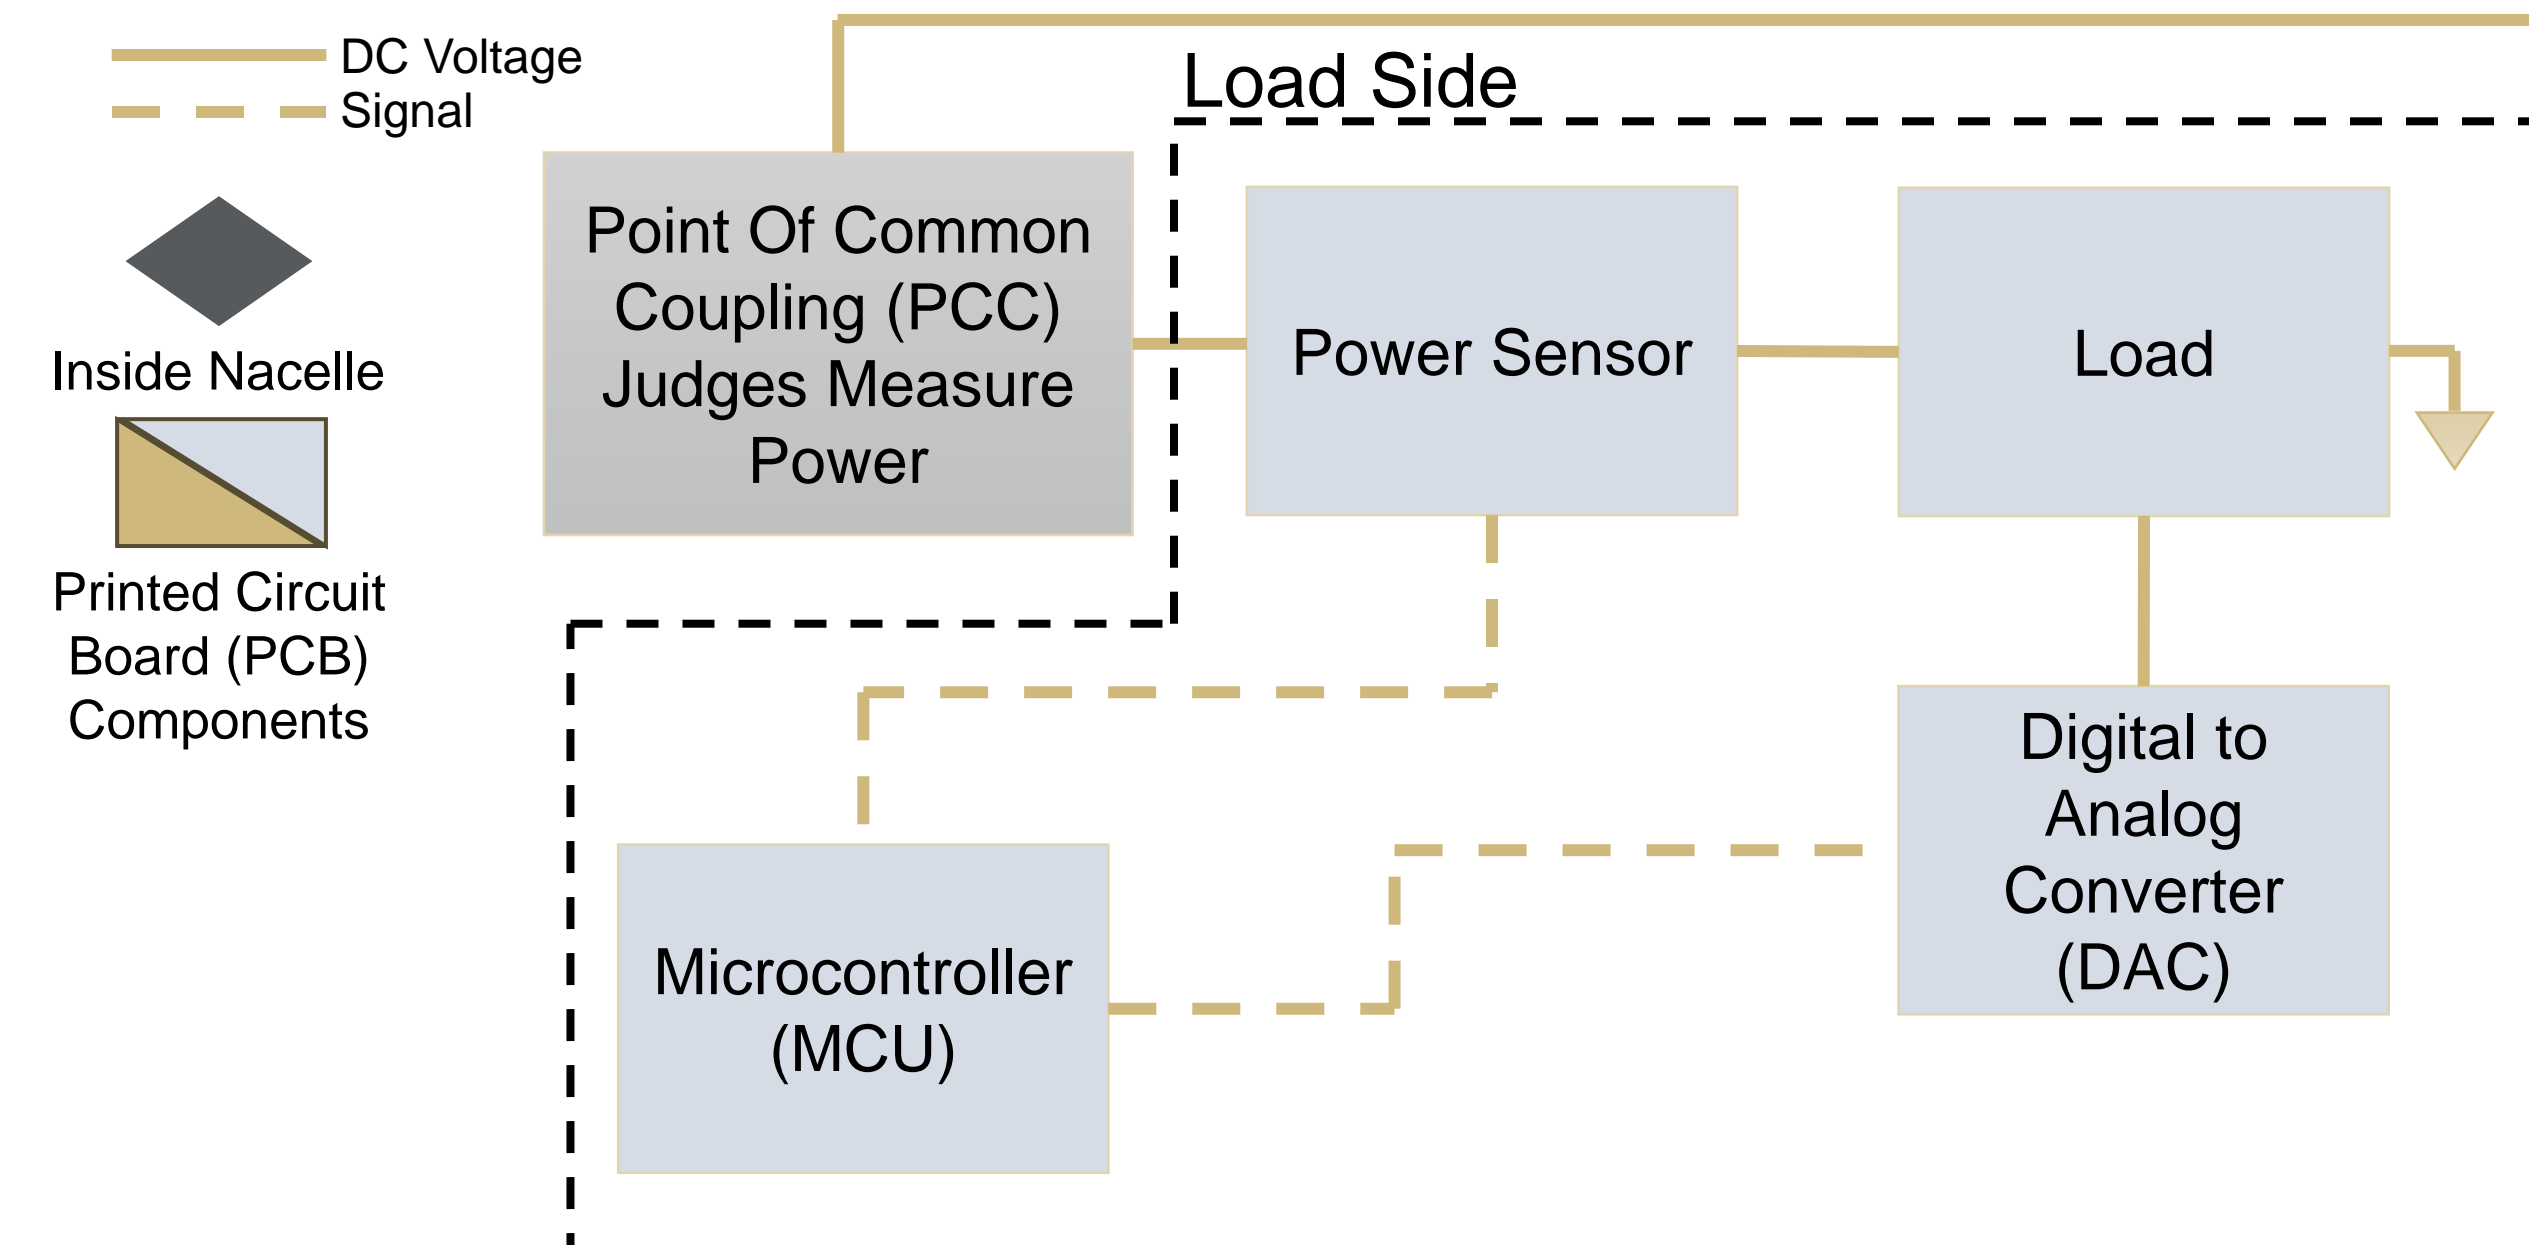 DC Voltage
Signal
Load Side
Point Of Common
Coupling (PCC)
Judges Measure
Power
Power Sensor
Load
Inside Nacelle
Printed Circuit
Board (PCB)
Components
Digital to
Analog
Converter
(DAC)
Microcontroller
(MCU)